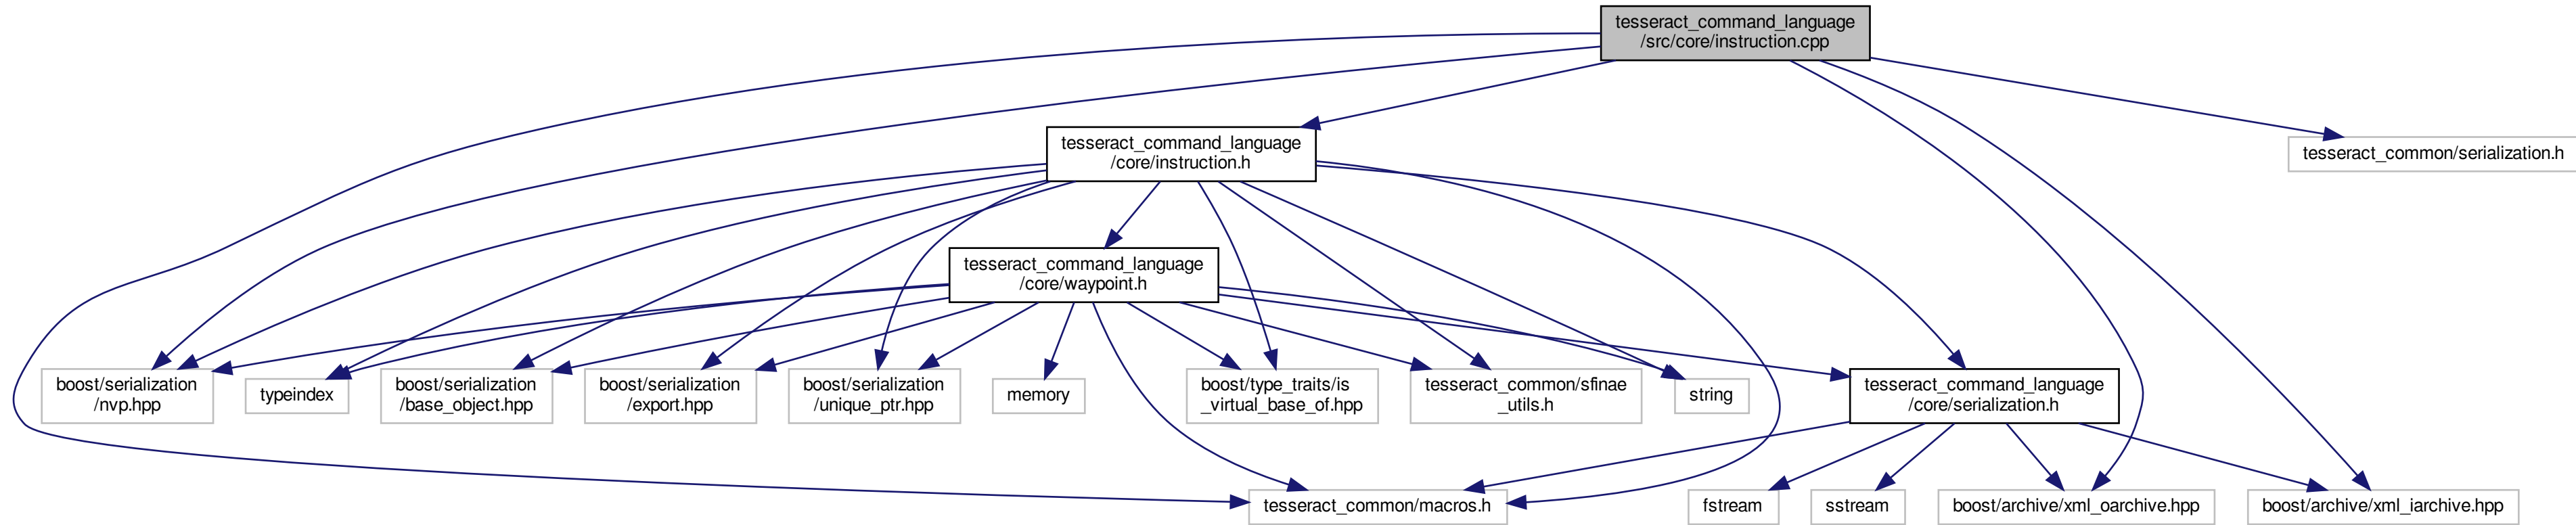 tesseract_command_language
/src/core/instruction.cpp
tesseract_command_language
/core/instruction.h
tesseract_common/serialization.h
tesseract_command_language
/core/waypoint.h
boost/serialization
/nvp.hpp
typeindex
boost/serialization
/base_object.hpp
boost/serialization
/export.hpp
boost/serialization
/unique_ptr.hpp
memory
boost/type_traits/is
_virtual_base_of.hpp
tesseract_common/sfinae
_utils.h
string
tesseract_command_language
/core/serialization.h
tesseract_common/macros.h
fstream
sstream
boost/archive/xml_oarchive.hpp
boost/archive/xml_iarchive.hpp